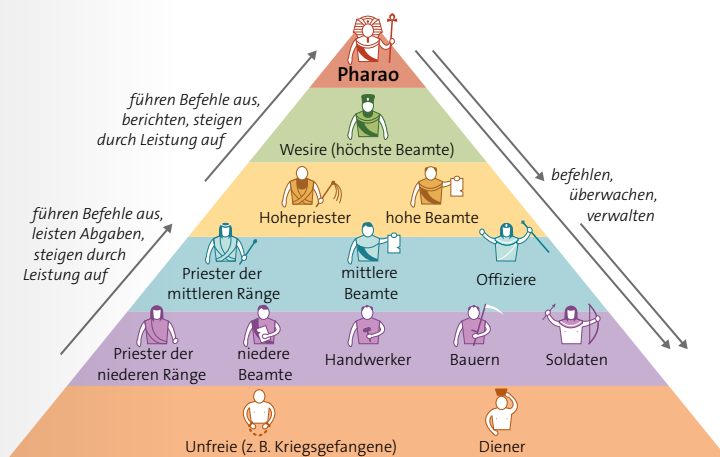 Pharao
führen Befehle aus,
berichten, steigen
durch Leistung auf
Wesire (höchste Beamte)
befehlen,
überwachen,
verwalten
Hohepriester
hohe Beamte
führen Befehle aus,
leisten Abgaben,
steigen durch
Leistung auf
Priester der
mittleren Ränge
mittlere
Beamte
Offiziere
Priester der
niederen Ränge
niedere
Beamte
Handwerker
Bauern
Soldaten
Unfreie (z. B. Kriegsgefangene)
Diener